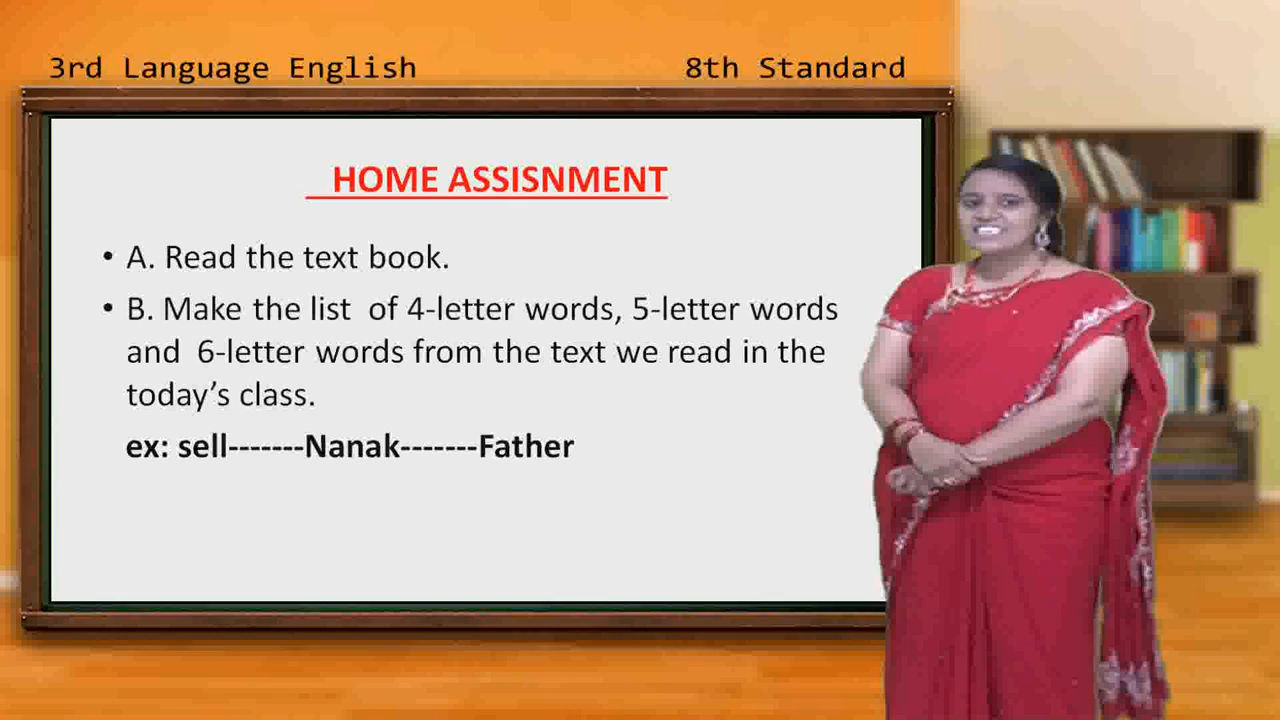 3rd Language English 8th Standard
HOME ASSISNMENT
• A. Read the text book.
• B. Make the list of 4-letter words, 5-letter words
and 6-letter words from the text we read in the
today's class.
ex: sell-------Nanak-------Father